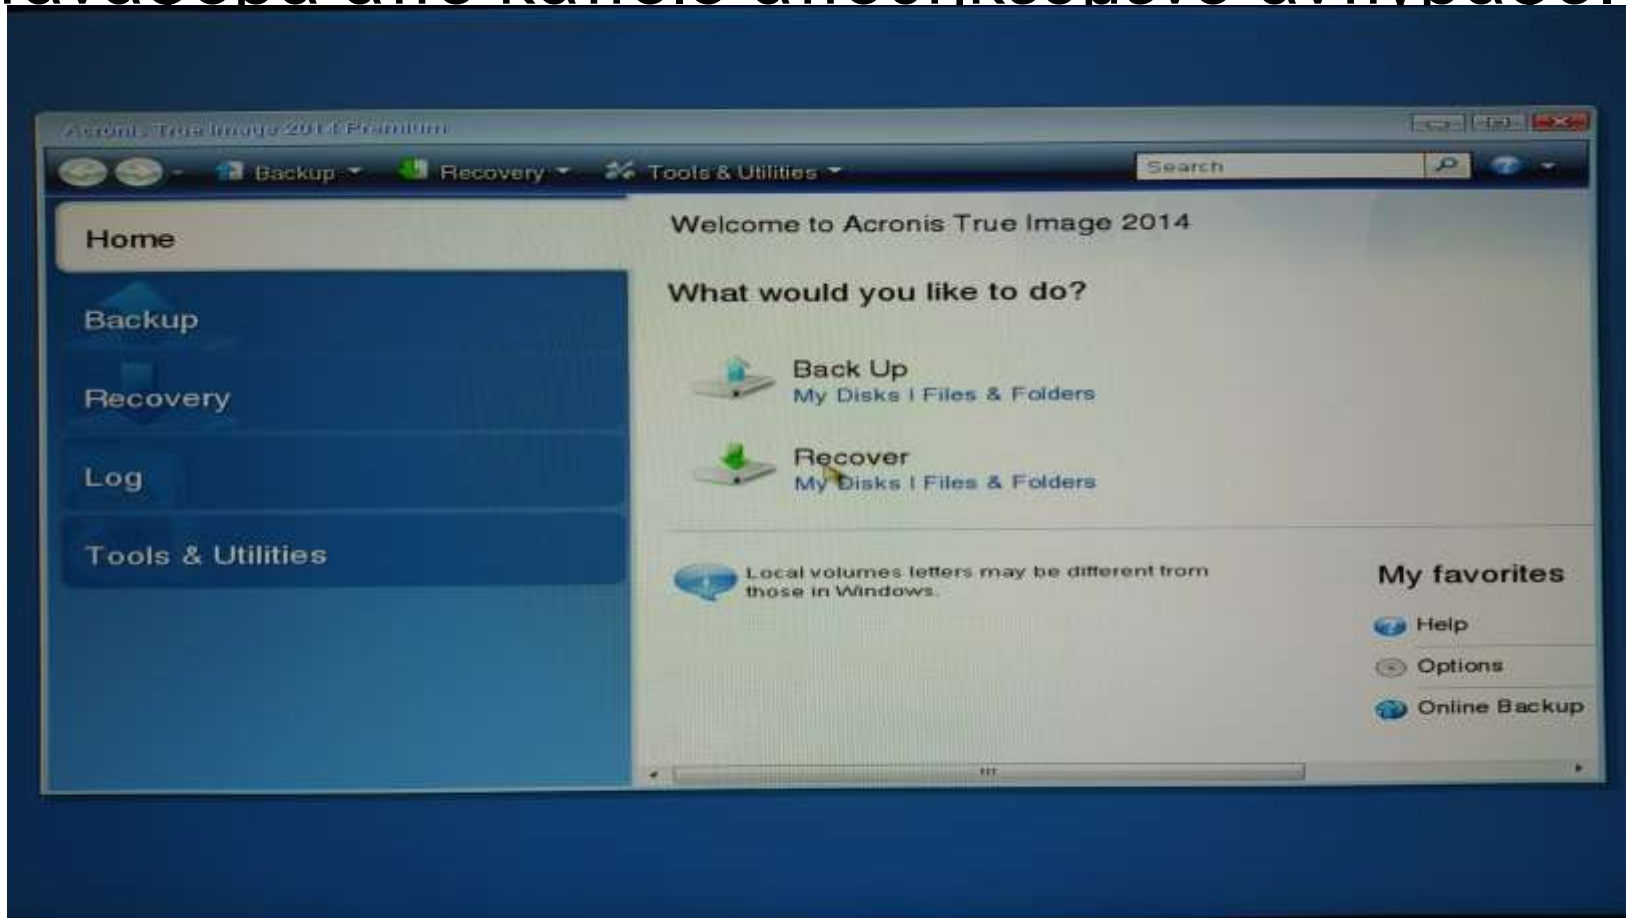 Acronis True Image 2014 Premium
Backup Recovery Tools & Utilities Search
Home
Backup
Recovery
Log
Tools & Utilities
Welcome to Acronis True Image 2014
What would you like to do?
Back Up
My Disks | Files & Folders
Recover
My Disks | Files & Folders
Local volumes letters may be different from
those in Windows.
My favorites
Help
Options
Online Backup